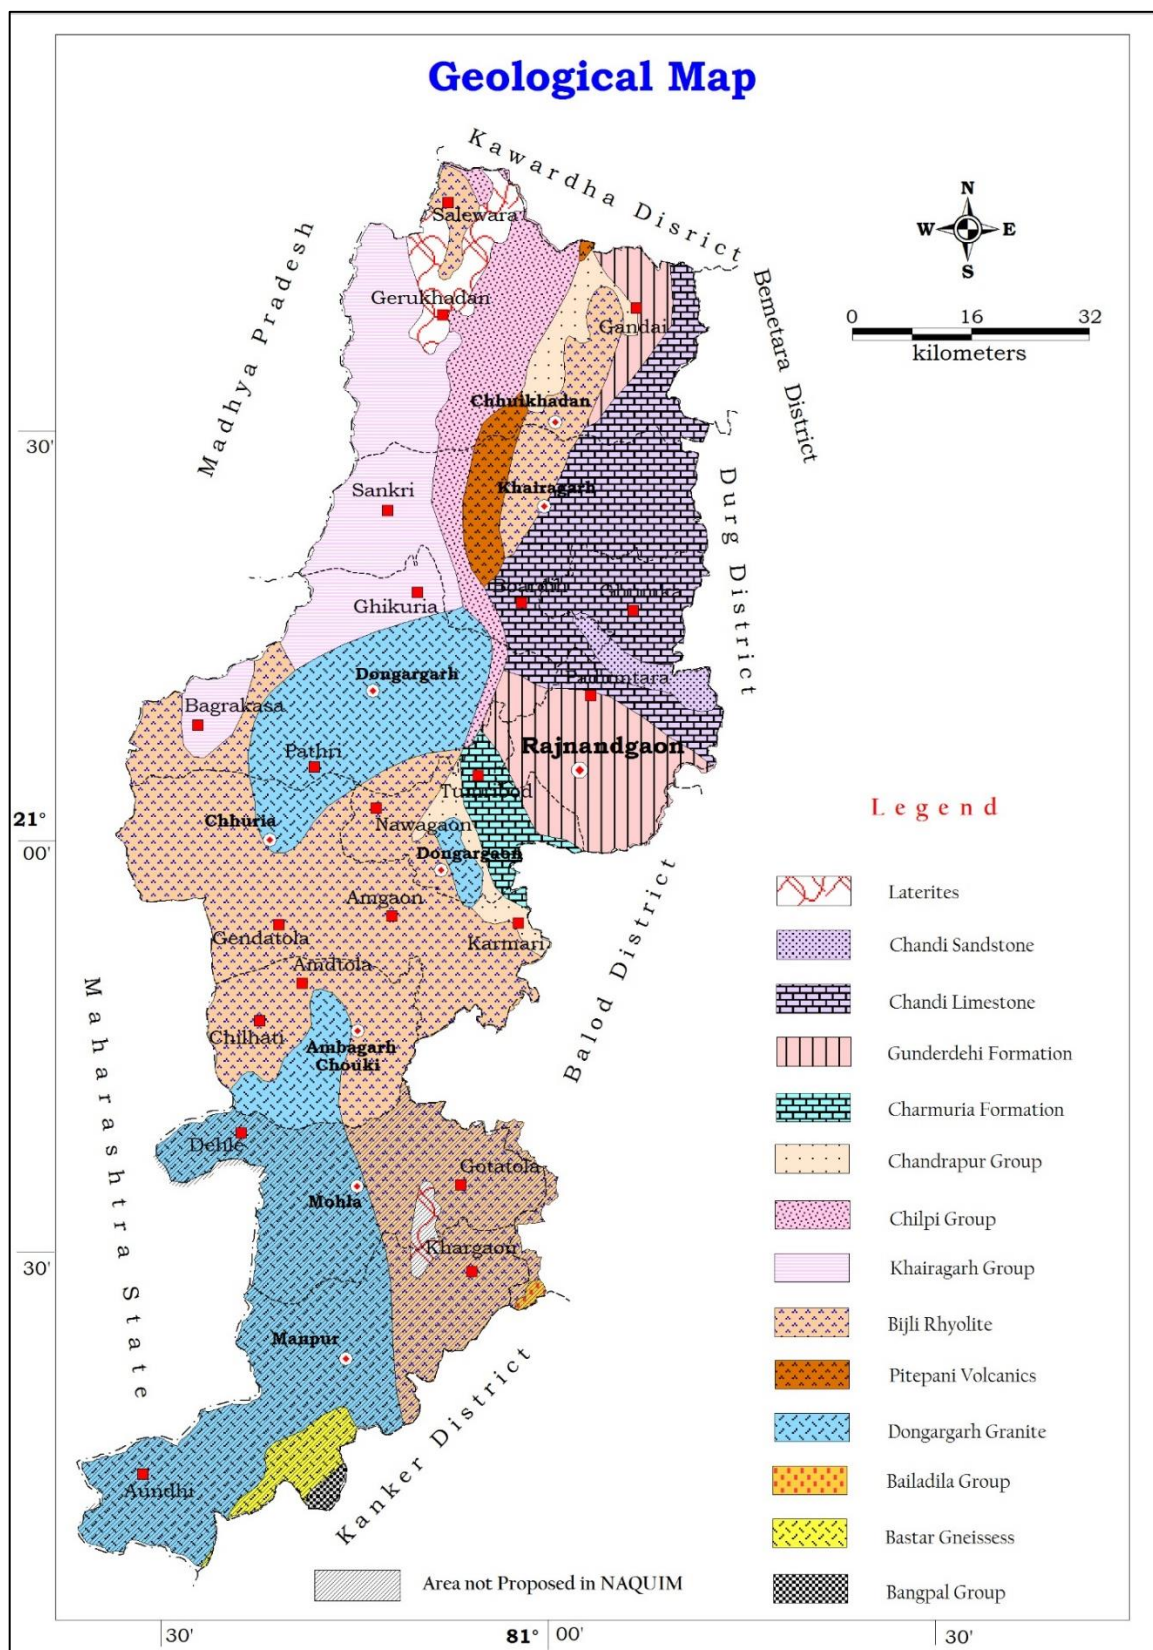 Geological Map
Kawardha Disrict
Madhya Pradesh
Bemetara District
Durg District
Balod District
Kanker District
Maharashtra State
N
W E
S
0 16 32
kilometers
Salewara
Gerukhadan
Gandai
Chhuikhadan
30'
Sankri
Khairagarh
Ghikuria
Dongargarh
Bagrakasa
Pathri
Rajnandgaon
21°
00'
Chhuria
Nawagaon
Dongargaon
Amgaon
Gendatola
Karmari
Amdtola
Chilhati
Ambagarh
Chouki
Dehle
Gotatola
Mohla
Khargaon
30'
Manpur
Aundhi
Legend
Laterites
Chandi Sandstone
Chandi Limestone
Gunderdehi Formation
Charmuria Formation
Chandrapur Group
Chilpi Group
Khairagarh Group
Bijli Rhyolite
Pitepani Volcanics
Dongargarh Granite
Bailadila Group
Bastar Gneissess
Bangpal Group
Area not Proposed in NAQUIM
30' 81° 00' 30'